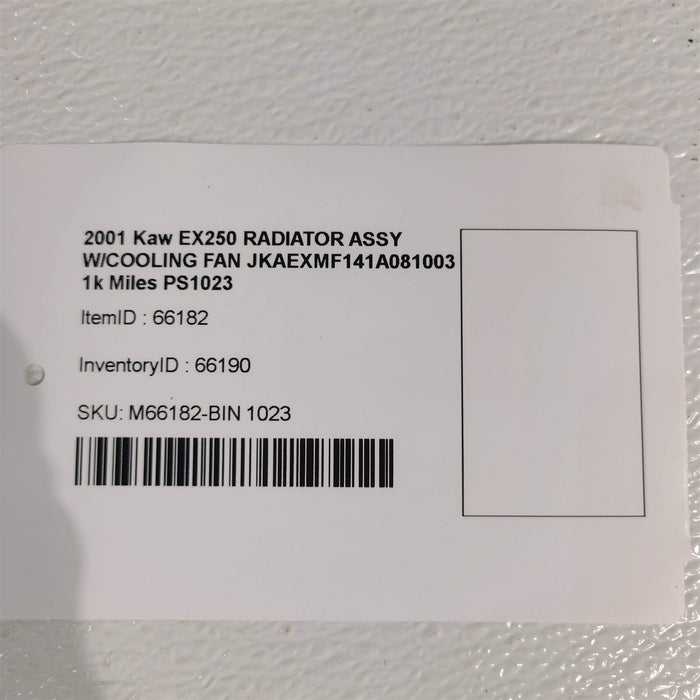 2001 Kaw EX250 RADIATOR ASSY
W/COOLING FAN JKAEXMF141A081003
1k Miles PS1023
ItemID : 66182
InventoryID : 66190
SKU: M66182-BIN 1023